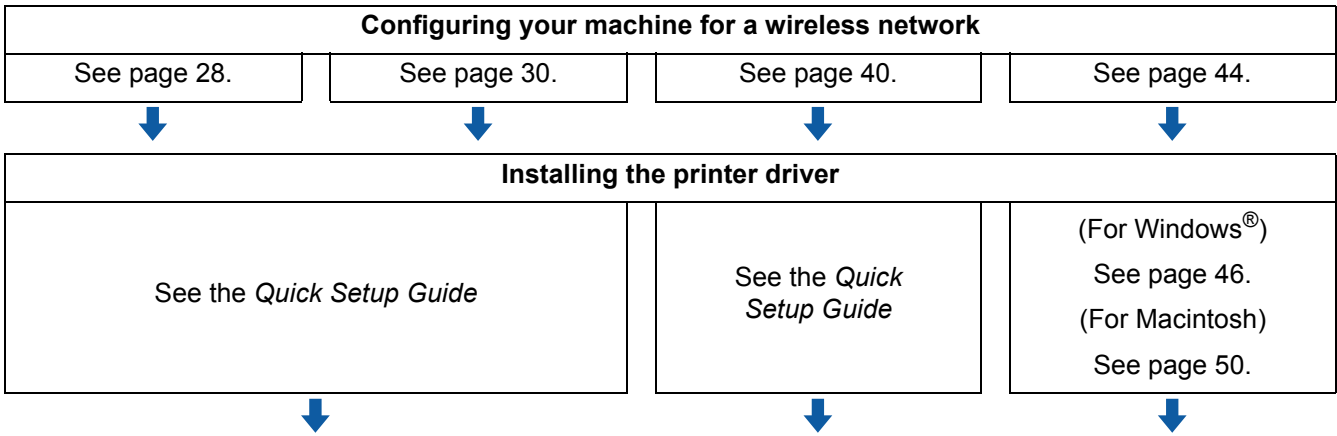 Configuring your machine for a wireless network
See page 28.
See page 30.
See page 40.
See page 44.
Installing the printer driver
See the Quick Setup Guide
See the Quick
Setup Guide
(For Windows®)
See page 46.
(For Macintosh)
See page 50.